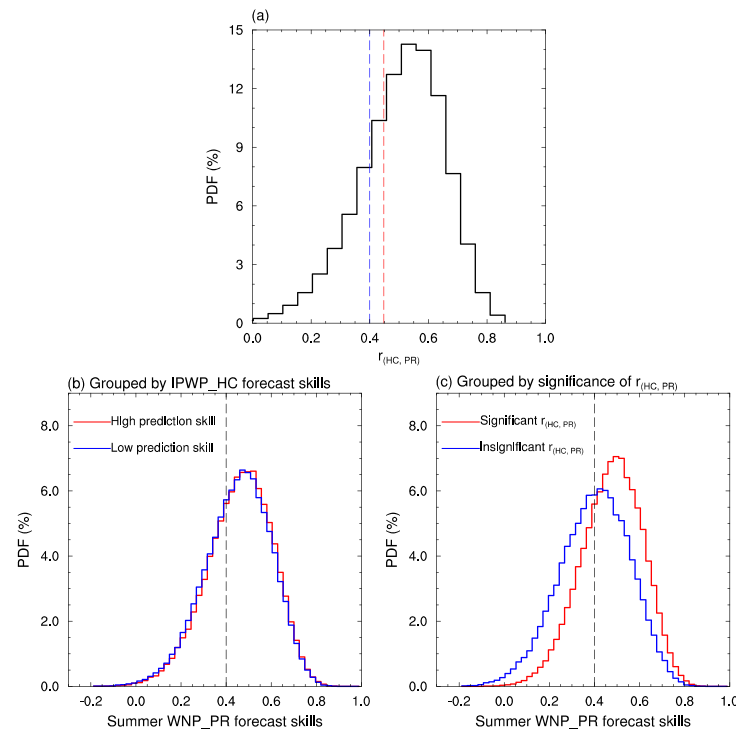 (a)
15
12
9
6
3
0
PDF (%)
0.0 0.2 0.4 0.6 0.8 1.0
r(HC, PR)
(b) Grouped by IPWP_HC forecast skills
High prediction skill
Low prediction skill
8.0
6.0
4.0
2.0
0.0
PDF (%)
-0.2 0.0 0.2 0.4 0.6 0.8 1.0
Summer WNP_PR forecast skills
(c) Grouped by significance of r(HC, PR)
Significant r(HC, PR)
Insignificant r(HC, PR)
8.0
6.0
4.0
2.0
0.0
PDF (%)
-0.2 0.0 0.2 0.4 0.6 0.8 1.0
Summer WNP_PR forecast skills